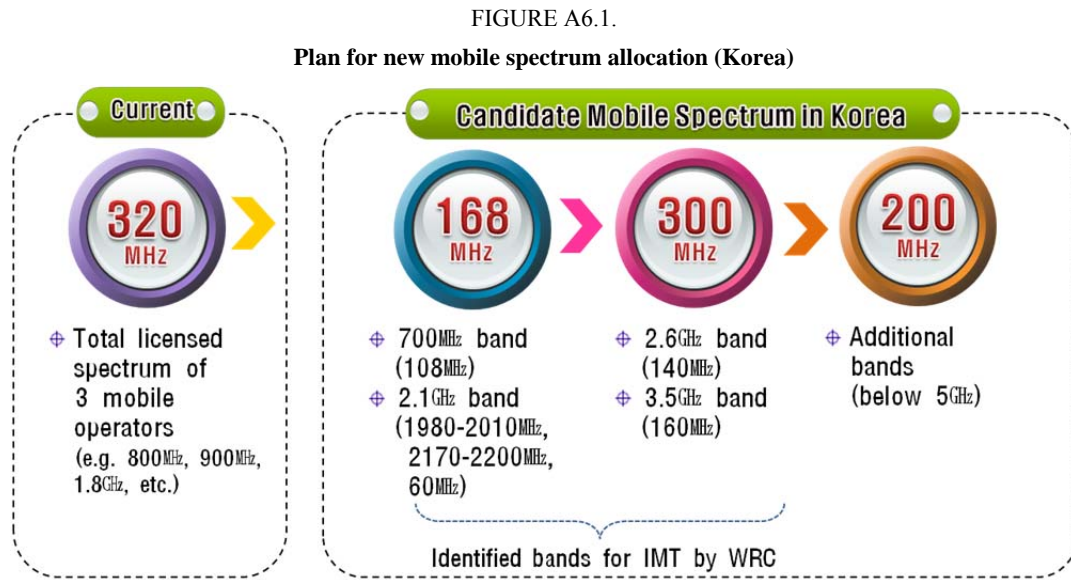 FIGURE A6.1.
Plan for new mobile spectrum allocation (Korea)
Current
320
MHz
Total licensed
spectrum of
3 mobile
operators
(e.g. 800㎒, 900㎒,
1.8㎓, etc.)
Candidate Mobile Spectrum in Korea
168
MHz
700㎒ band
(108㎒)
2.1㎓ band
(1980-2010㎒,
2170-2200㎒,
60㎒)
300
MHz
2.6㎓ band
(140㎒)
3.5㎓ band
(160㎒)
200
MHz
Additional
bands
(below 5㎓)
Identified bands for IMT by WRC